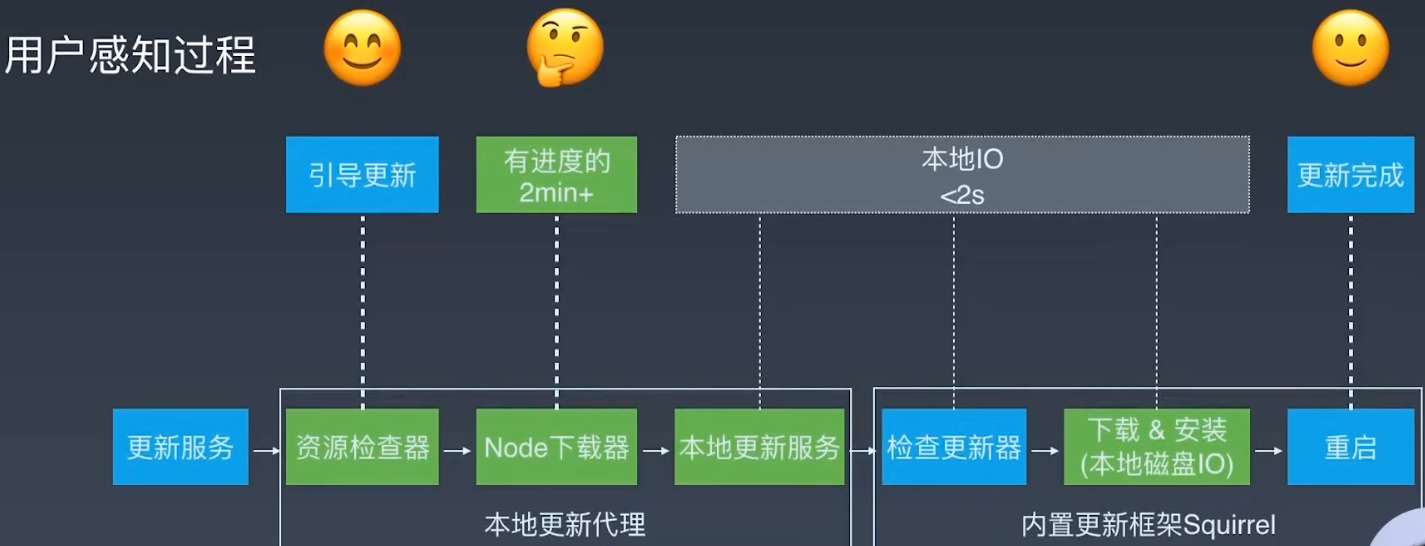 用户感知过程
引导更新
有进度的
2min+
本地IO
<2s
更新完成
更新服务
资源检查器
Node下载器
本地更新服务
检查更新器
下载 & 安装
(本地磁盘IO)
重启
本地更新代理
内置更新框架Squirrel